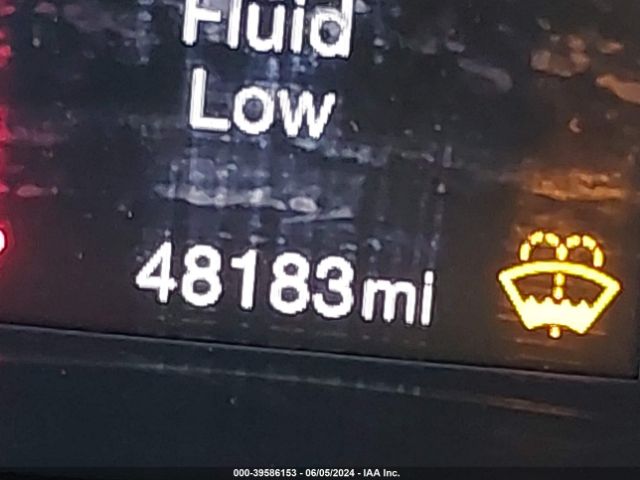 Fluid
Low
48183mi
000-39586153 - 06/05/2024 - IAA Inc.